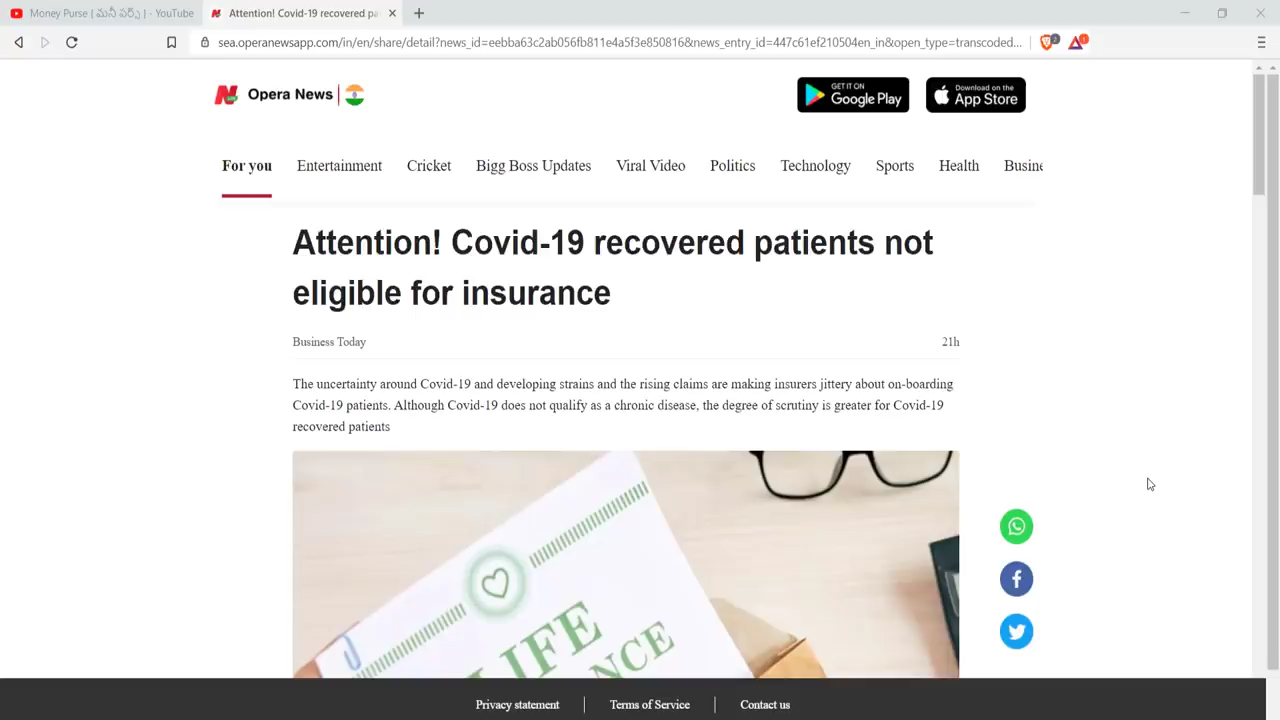 Money Purse | మనీ పర్స్ | - YouTube
Attention! Covid-19 recovered pa
sea.operanewsapp.com/in/en/share/detail?news_id=eebba63c2ab056fb811e4a5f3e850816&news_entry_id=447c61ef210504en_in&open_type=transcoded...
2
1
Opera News
GET IT ON
Google Play
Download on the
App Store
For you Entertainment Cricket Bigg Boss Updates Viral Video Politics Technology Sports Health Busine
Attention! Covid-19 recovered patients not
eligible for insurance
Business Today 21h
The uncertainty around Covid-19 and developing strains and the rising claims are making insurers jittery about on-boarding
Covid-19 patients. Although Covid-19 does not qualify as a chronic disease, the degree of scrutiny is greater for Covid-19
recovered patients
LIFE
NCE
Privacy statement Terms of Service Contact us